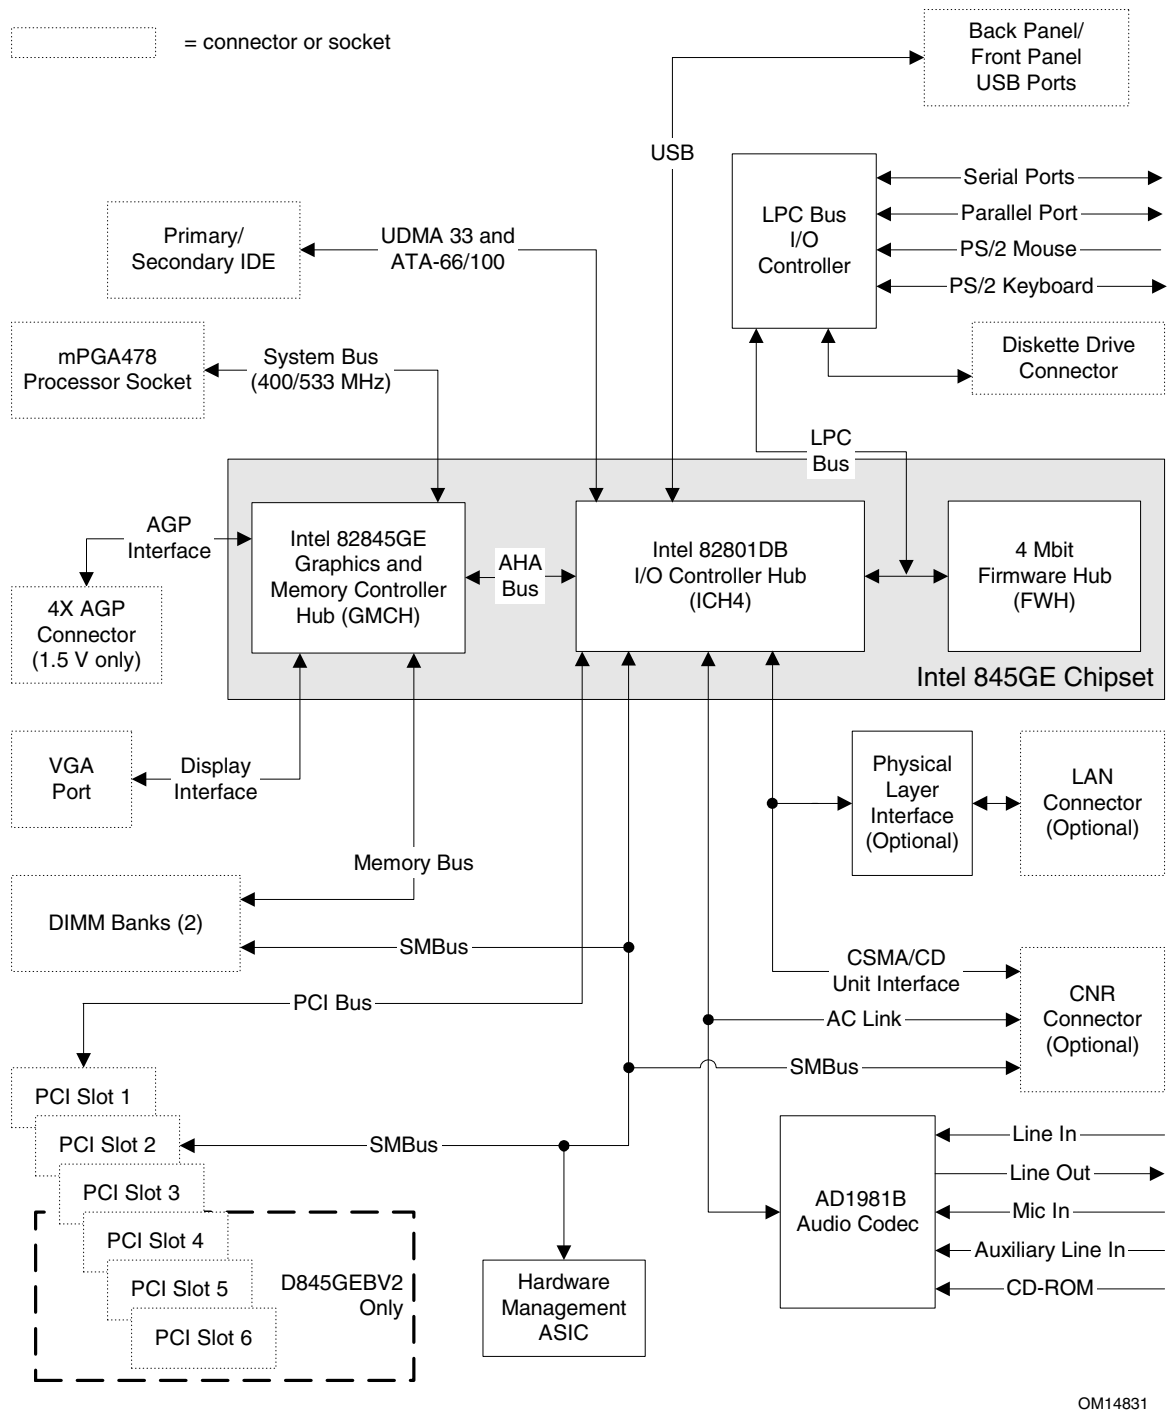 = connector or socket
Back Panel/
Front Panel
USB Ports
USB
LPC Bus
I/O
Controller
Serial Ports
Parallel Port
PS/2 Mouse
PS/2 Keyboard
Primary/
Secondary IDE
UDMA 33 and
ATA-66/100
mPGA478
Processor Socket
System Bus
(400/533 MHz)
Diskette Drive
Connector
LPC
Bus
AGP
Interface
Intel 82845GE
Graphics and
Memory Controller
Hub (GMCH)
AHA
Bus
Intel 82801DB
I/O Controller Hub
(ICH4)
4 Mbit
Firmware Hub
(FWH)
4X AGP
Connector
(1.5 V only)
Intel 845GE Chipset
VGA
Port
Display
Interface
Physical
Layer
Interface
(Optional)
LAN
Connector
(Optional)
Memory Bus
DIMM Banks (2)
SMBus
CSMA/CD
Unit Interface
PCI Bus
AC Link
CNR
Connector
(Optional)
SMBus
PCI Slot 1
PCI Slot 2
SMBus
PCI Slot 3
PCI Slot 4
PCI Slot 5
PCI Slot 6
D845GEBV2
Only
Hardware
Management
ASIC
AD1981B
Audio Codec
Line In
Line Out
Mic In
Auxiliary Line In
CD-ROM
OM14831